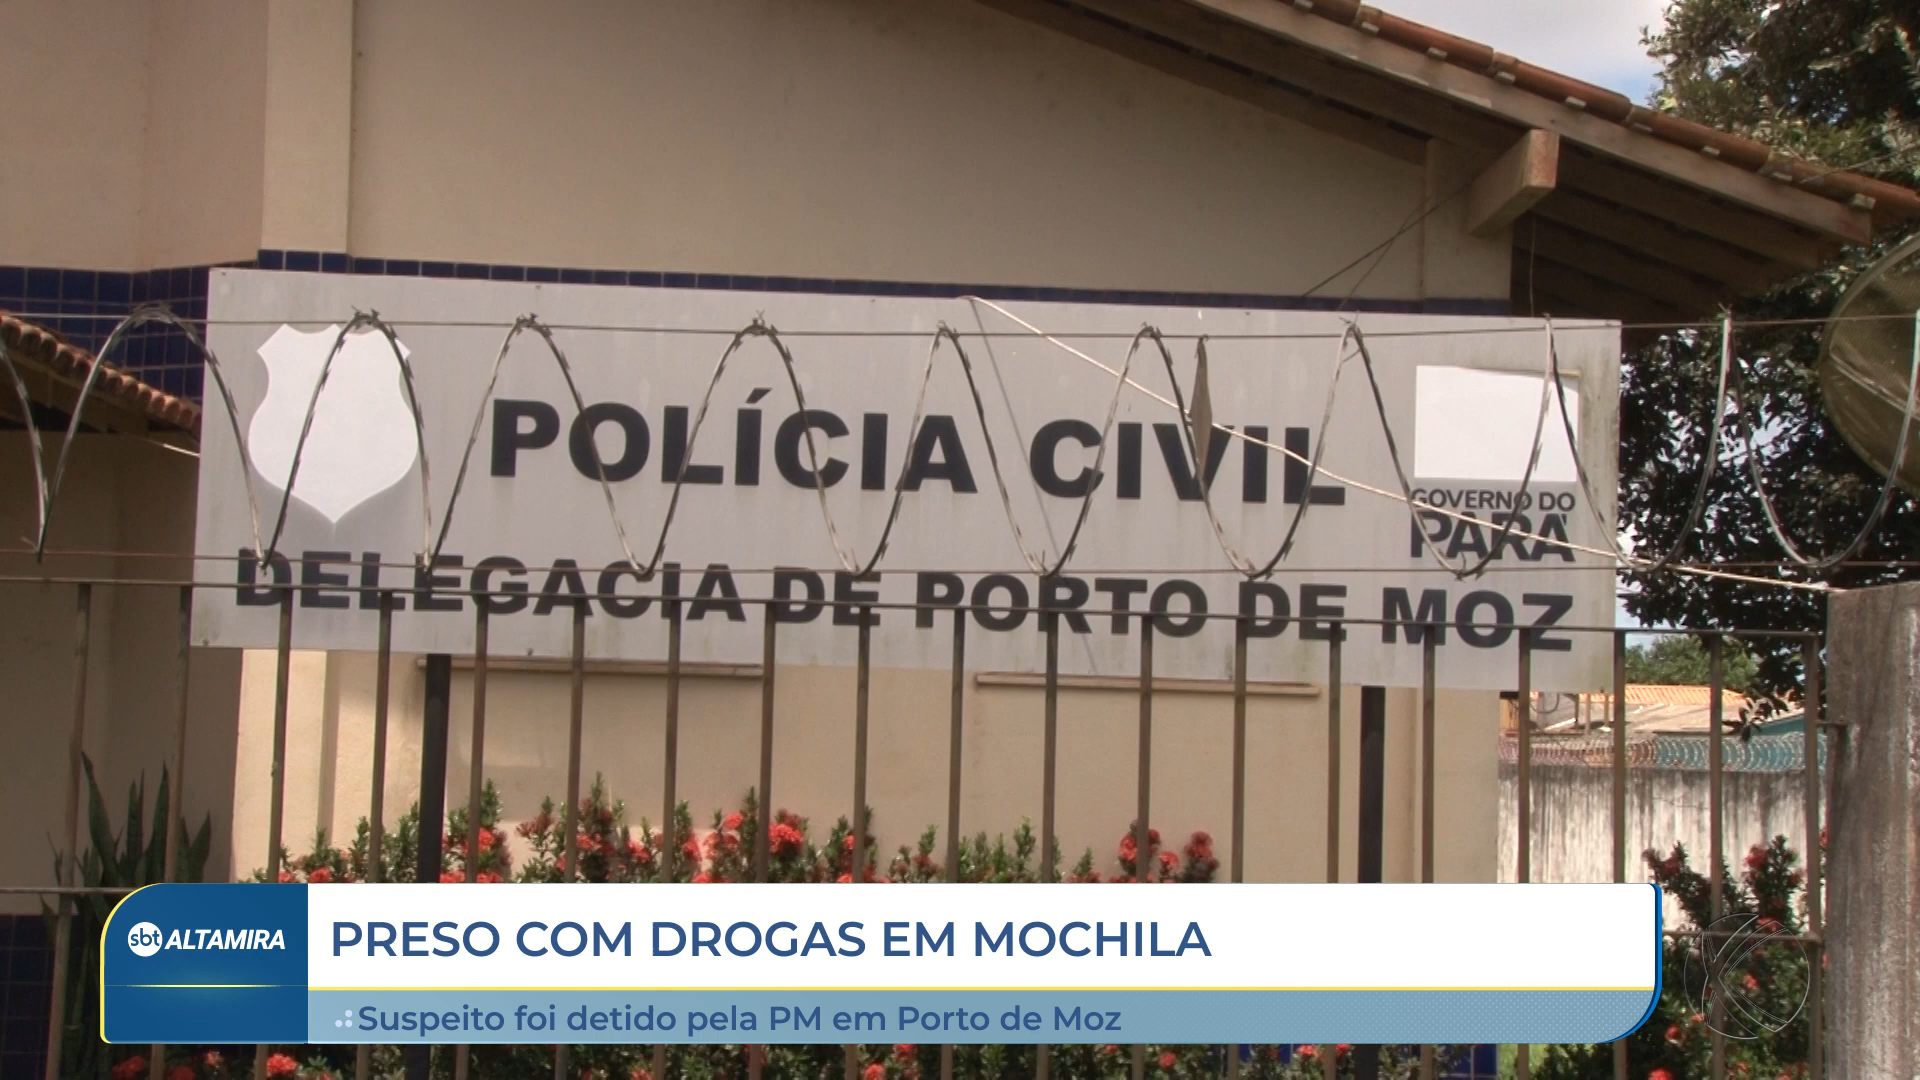 POLÍCIA CIVIL
GOVERNO DO
PARÁ
DELEGACIA DE PORTO DE MOZ
sbt ALTAMIRA
PRESO COM DROGAS EM MOCHILA
Suspeito foi detido pela PM em Porto de Moz